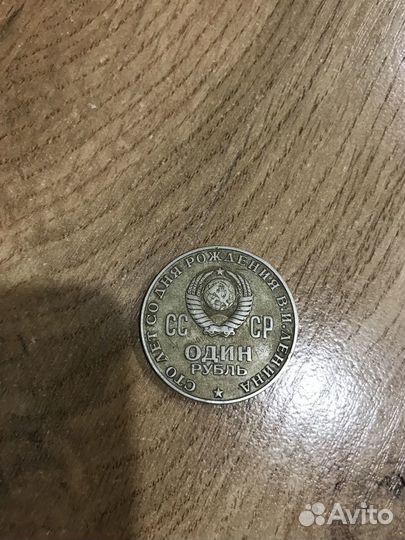 СТО ЛЕТ СО ДНЯ РОЖДЕНИЯ В.И.ЛЕНИНА
СС СР
ОДИН
РУБЛЬ
Avito